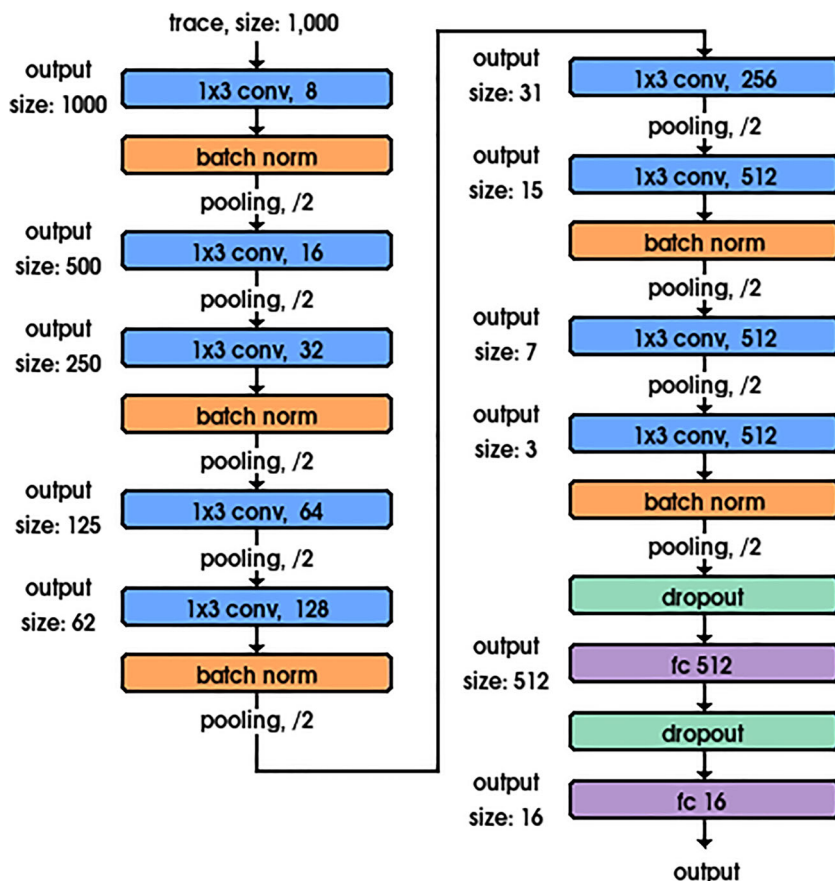 trace, size: 1,000
output
size: 1000
1x3 conv, 8
batch norm
pooling, /2
output
size: 500
1x3 conv, 16
pooling, /2
output
size: 250
1x3 conv, 32
batch norm
pooling, /2
output
size: 125
1x3 conv, 64
pooling, /2
output
size: 62
1x3 conv, 128
batch norm
pooling, /2
output
size: 31
1x3 conv, 256
pooling, /2
output
size: 15
1x3 conv, 512
batch norm
pooling, /2
output
size: 7
1x3 conv, 512
pooling, /2
output
size: 3
1x3 conv, 512
batch norm
pooling, /2
dropout
output
size: 512
fc 512
dropout
output
size: 16
fc 16
output